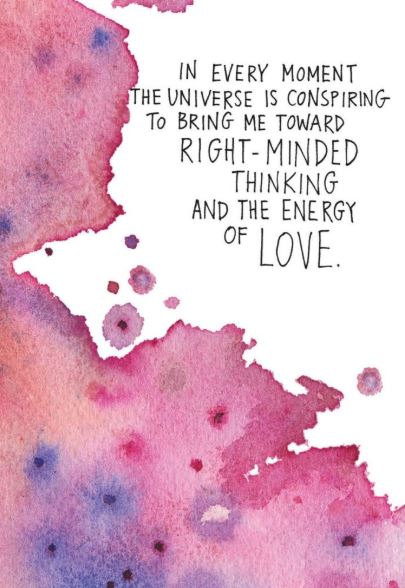 IN EVERY MOMENT
THE UNIVERSE IS CONSPIRING
TO BRING ME TOWARD
RIGHT-MINDED
THINKING
AND THE ENERGY
OF LOVE.